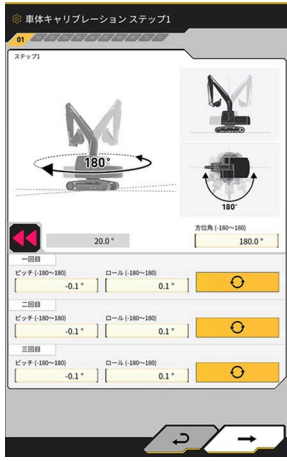 車体キャリブレーション ステップ1
01
ステップ1
180°
180°
方位角 (-180~180)
20.0 °
180.0 °
一回目
ピッチ (-180~180)
ロール (-180~180)
-0.1 °
0.1 °
二回目
ピッチ (-180~180)
ロール (-180~180)
-0.1 °
0.1 °
三回目
ピッチ (-180~180)
ロール (-180~180)
-0.1 °
0.1 °